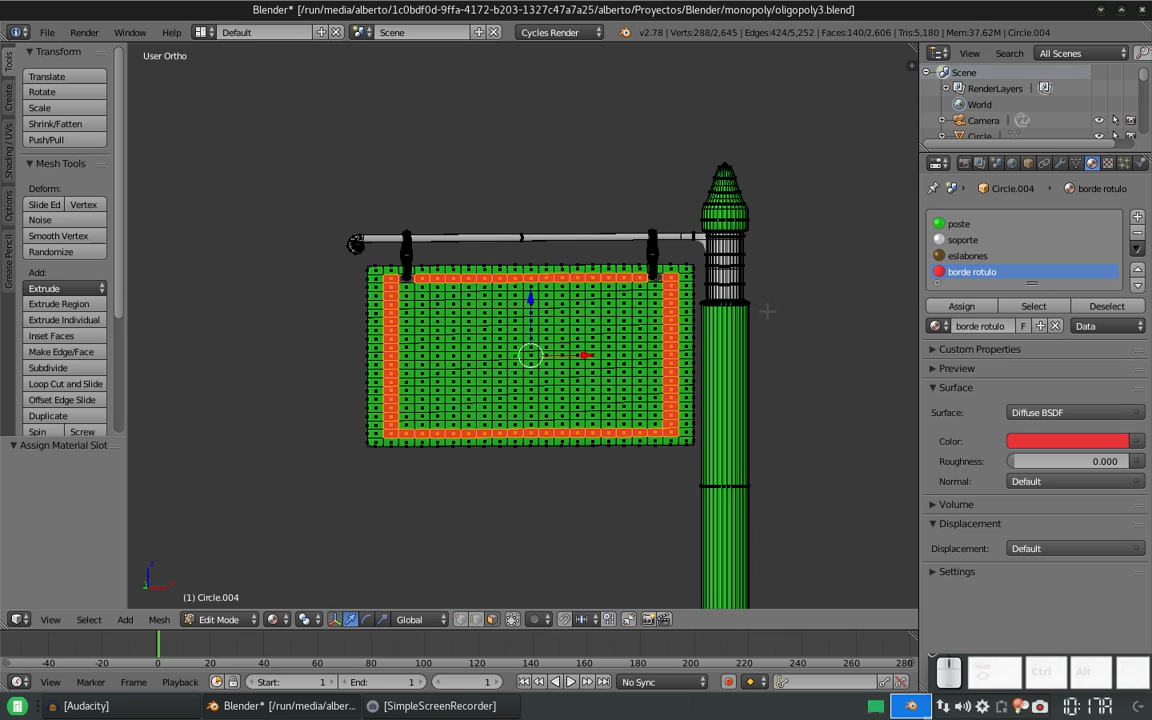 Blender* [/run/media/alberto/1c0bdf0d-9ffa-4172-b203-1327c47a7a25/alberto/Proyectos/Blender/monopoly/oligopoly3.blend]
File Render Window Help Default Scene Cycles Render v2.78 | Verts:288/2,645 | Edges:424/5,252 | Faces:140/2,606 | Tris:5,180 | Mem:37.62M | Circle.004
Tools
Create
Shading / UVs
Options
Grease Pencil
Transform
Translate
Rotate
Scale
Shrink/Fatten
Push/Pull
Mesh Tools
Deform:
Slide Ed Vertex
Noise
Smooth Vertex
Randomize
Add:
Extrude
Extrude Region
Extrude Individual
Inset Faces
Make Edge/Face
Subdivide
Loop Cut and Slide
Offset Edge Slide
Duplicate
Spin Screw
Assign Material Slot
User Ortho
(1) Circle.004
View Select Add Mesh Edit Mode Global
View Search All Scenes
Scene
RenderLayers
World
Camera
Circle
Circle.004 borde rotulo
poste
soporte
eslabones
borde rotulo
Assign Select Deselect
borde rotulo F Data
Custom Properties
Preview
Surface
Surface: Diffuse BSDF
Color:
Roughness: 0.000
Normal: Default
Volume
Displacement
Displacement: Default
Settings
-40 -20 0 20 40 60 80 100 120 140 160 180 200 220 240 260 280
View Marker Frame Playback Start: 1 End: 1 1 No Sync
Ctrl Alt
[Audacity] Blender* [/run/media/alber... [SimpleScreenRecorder]